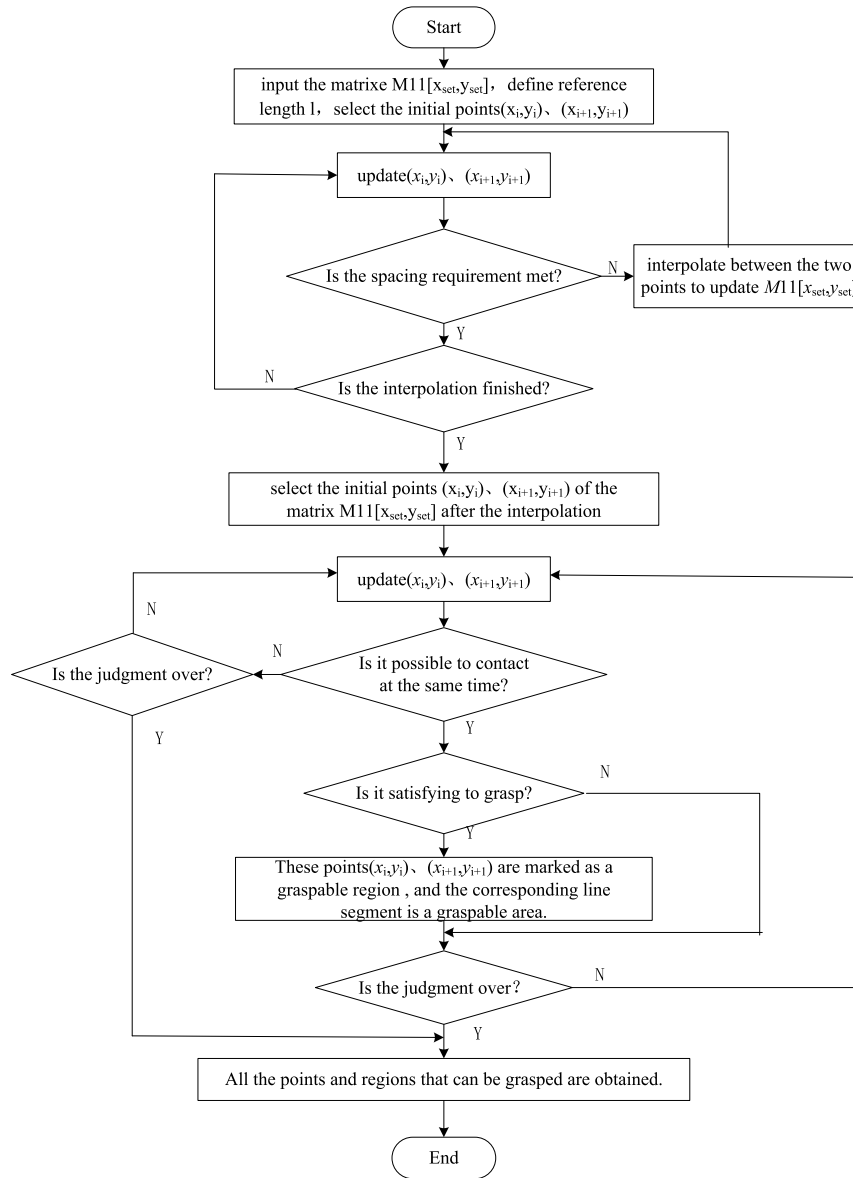 Start
input the matrixe M11[xset,yset]，define reference
length l，select the initial points(xi,yi)、(xi+1,yi+1)
update(xi,yi)、(xi+1,yi+1)
Is the spacing requirement met?
N
interpolate between the two
points to update M11[xset,yset]
Y
Is the interpolation finished?
N
Y
select the initial points (xi,yi)、(xi+1,yi+1) of the
matrix M11[xset,yset] after the interpolation
update(xi,yi)、(xi+1,yi+1)
N
Is the judgment over?
N
Is it possible to contact
at the same time?
Y
Y
Is it satisfying to grasp?
N
Y
These points(xi,yi)、(xi+1,yi+1) are marked as a
graspable region , and the corresponding line
segment is a graspable area.
Is the judgment over?
N
Y
All the points and regions that can be grasped are obtained.
End